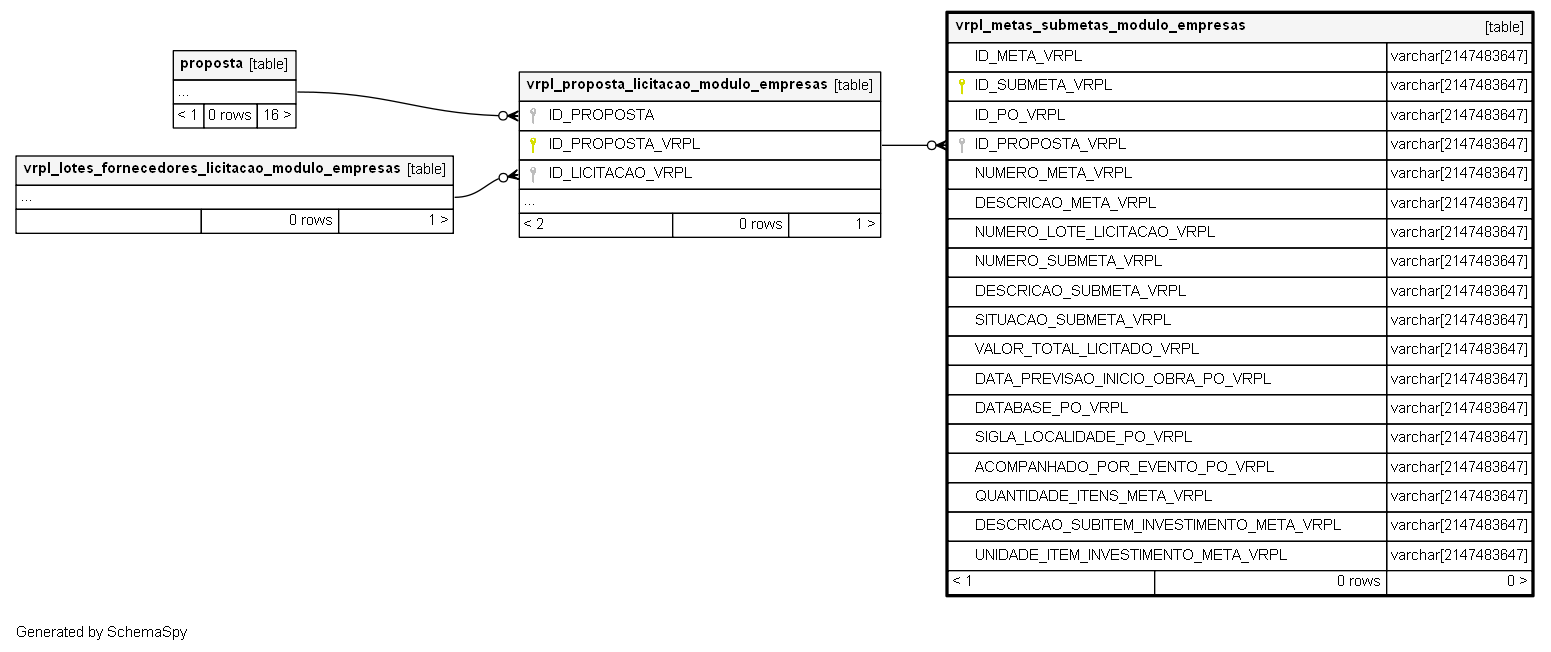 proposta [table]
...
< 1 0 rows 16 >
vrpl_lotes_fornecedores_licitacao_modulo_empresas [table]
...
0 rows 1 >
vrpl_proposta_licitacao_modulo_empresas [table]
ID_PROPOSTA
ID_PROPOSTA_VRPL
ID_LICITACAO_VRPL
...
< 2 0 rows 1 >
vrpl_metas_submetas_modulo_empresas [table]
ID_META_VRPL varchar[2147483647]
ID_SUBMETA_VRPL varchar[2147483647]
ID_PO_VRPL varchar[2147483647]
ID_PROPOSTA_VRPL varchar[2147483647]
NUMERO_META_VRPL varchar[2147483647]
DESCRICAO_META_VRPL varchar[2147483647]
NUMERO_LOTE_LICITACAO_VRPL varchar[2147483647]
NUMERO_SUBMETA_VRPL varchar[2147483647]
DESCRICAO_SUBMETA_VRPL varchar[2147483647]
SITUACAO_SUBMETA_VRPL varchar[2147483647]
VALOR_TOTAL_LICITADO_VRPL varchar[2147483647]
DATA_PREVISAO_INICIO_OBRA_PO_VRPL varchar[2147483647]
DATABASE_PO_VRPL varchar[2147483647]
SIGLA_LOCALIDADE_PO_VRPL varchar[2147483647]
ACOMPANHADO_POR_EVENTO_PO_VRPL varchar[2147483647]
QUANTIDADE_ITENS_META_VRPL varchar[2147483647]
DESCRICAO_SUBITEM_INVESTIMENTO_META_VRPL varchar[2147483647]
UNIDADE_ITEM_INVESTIMENTO_META_VRPL varchar[2147483647]
< 1 0 rows 0 >
Generated by SchemaSpy